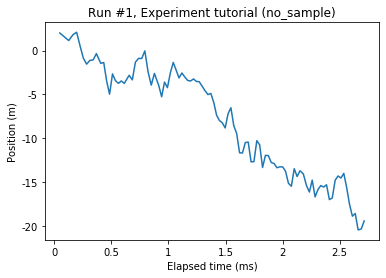 Run #1, Experiment tutorial (no_sample)
Position (m)
0
-5
-10
-15
-20
0 0.5 1 1.5 2 2.5
Elapsed time (ms)